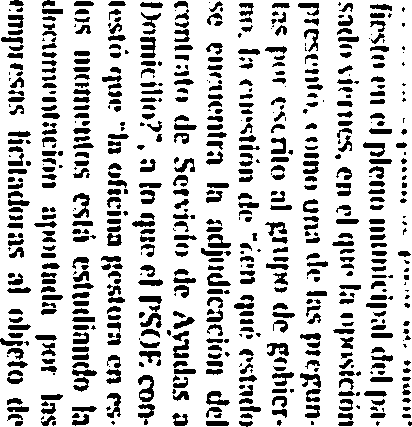 fiesto en el pleno municipal del pa-
sado viernes, en el que la oposición
presentó, como una de las pregun-
tas por escrito al grupo de gobier-
no, la cuestión de "¿en qué estado
se encuentra la adjudicación del
contrato de Servicio de Ayudas a
Domicilio?", a lo que el PSOE con-
testó que "la oficina gestora en es-
tos momentos está estudiando la
documentación aportada por las
empresas licitadoras al objeto de